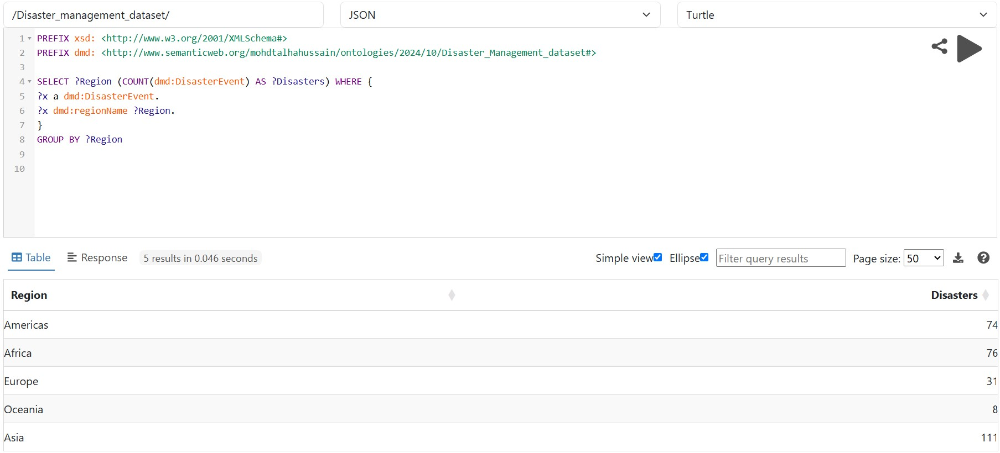 /Disaster_management_dataset/ JSON Turtle
1 PREFIX xsd: <http://www.w3.org/2001/XMLSchema#>
2 PREFIX dmd: <http://www.semanticweb.org/mohdtalhahussain/ontologies/2024/10/Disaster_Management_dataset#>
3
4 SELECT ?Region (COUNT(dmd:DisasterEvent) AS ?Disasters) WHERE {
5 ?x a dmd:DisasterEvent.
6 ?x dmd:regionName ?Region.
7 }
8 GROUP BY ?Region
9
10
Table Response 5 results in 0.046 seconds Simple view Ellipse Filter query results Page size: 50
Region Disasters
Americas 74
Africa 76
Europe 31
Oceania 8
Asia 111